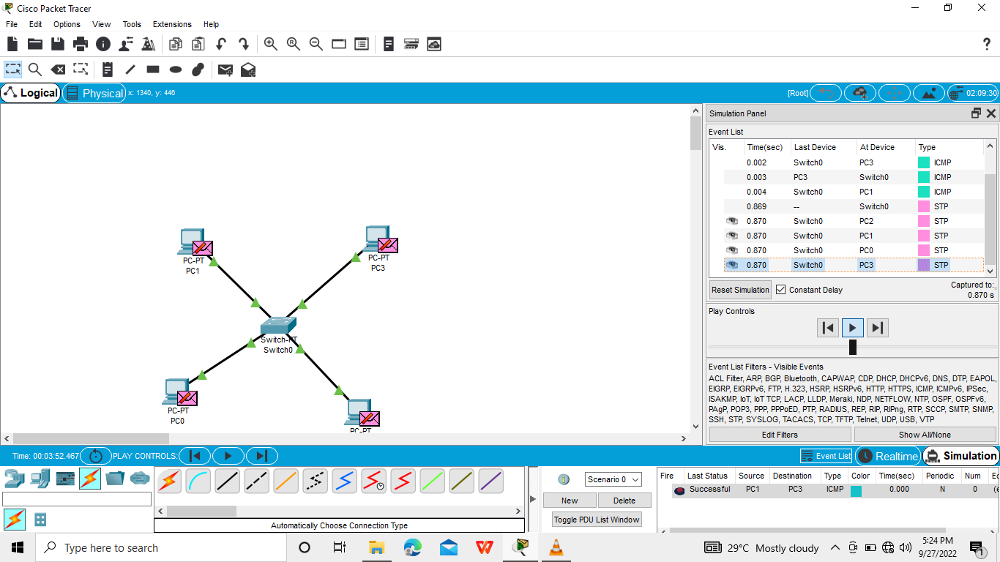 Cisco Packet Tracer
File Edit Options View Tools Extensions Help
?
Logical Physical x: 1340, y: 446 [Root] 02:09:30
PC-PT
PC1
PC-PT
PC3
Switch-PT
Switch0
PC-PT
PC0
PC-PT
Simulation Panel
Event List
Vis. Time(sec) Last Device At Device Type
0.002 Switch0 PC3 ICMP
0.003 PC3 Switch0 ICMP
0.004 Switch0 PC1 ICMP
0.869 -- Switch0 STP
0.870 Switch0 PC2 STP
0.870 Switch0 PC1 STP
0.870 Switch0 PC0 STP
0.870 Switch0 PC3 STP
Reset Simulation Constant Delay Captured to:
0.870 s
Play Controls
Event List Filters - Visible Events
ACL Filter, ARP, BGP, Bluetooth, CAPWAP, CDP, DHCP, DHCPv6, DNS, DTP, EAPOL,
EIGRP, EIGRPv6, FTP, H.323, HSRP, HSRPv6, HTTP, HTTPS, ICMP, ICMPv6, IPSec,
ISAKMP, IoT, IoT TCP, LACP, LLDP, Meraki, NDP, NETFLOW, NTP, OSPF, OSPFv6,
PAgP, POP3, PPP, PPPoED, PTP, RADIUS, REP, RIP, RIPng, RTP, SCCP, SMTP, SNMP,
SSH, STP, SYSLOG, TACACS, TCP, TFTP, Telnet, UDP, USB, VTP
Edit Filters Show All/None
Time: 00:03:52.467 PLAY CONTROLS: Event List Realtime Simulation
Scenario 0
New Delete
Toggle PDU List Window
Fire Last Status Source Destination Type Color Time(sec) Periodic Num Ed
Successful PC1 PC3 ICMP 0.000 N 0 (e
Automatically Choose Connection Type
Type here to search 29°C Mostly cloudy 5:24 PM
9/27/2022 1